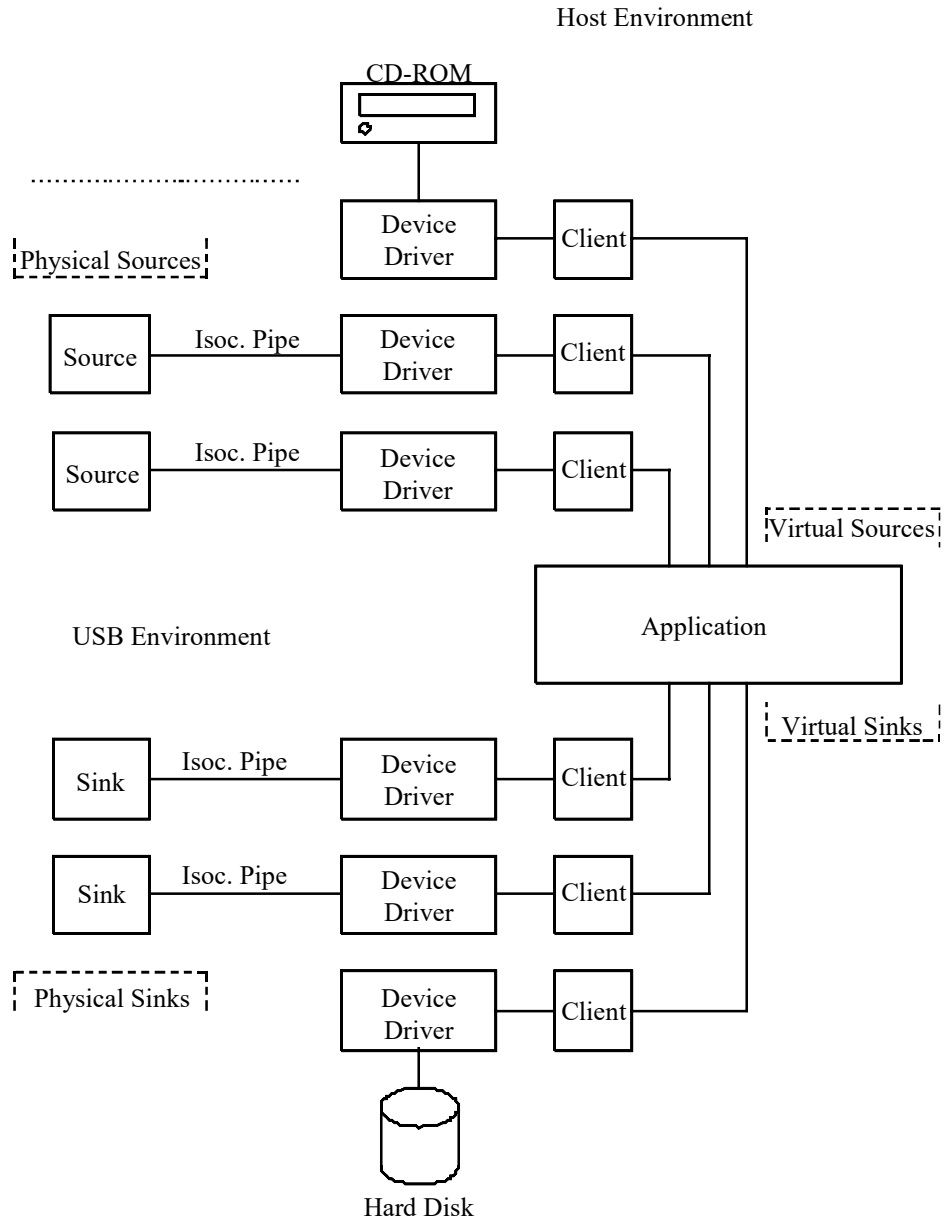 Host Environment
CD-ROM
Device
Driver
Client
Physical Sources
Source
Isoc. Pipe
Device
Driver
Client
Source
Isoc. Pipe
Device
Driver
Client
Virtual Sources
Application
USB Environment
Virtual Sinks
Sink
Isoc. Pipe
Device
Driver
Client
Sink
Isoc. Pipe
Device
Driver
Client
Physical Sinks
Device
Driver
Client
Hard Disk